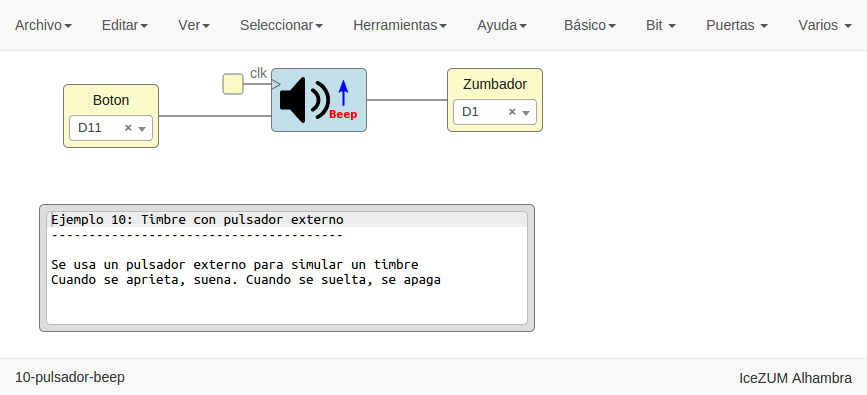 Archivo Editar Ver Seleccionar Herramientas Ayuda Básico Bit Puertas Varios
clk
Boton
Zumbador
D11 ×
D1 ×
Beep
Ejemplo 10: Timbre con pulsador externo
---------------------------------------
Se usa un pulsador externo para simular un timbre
Cuando se aprieta, suena. Cuando se suelta, se apaga
10-pulsador-beep
IceZUM Alhambra